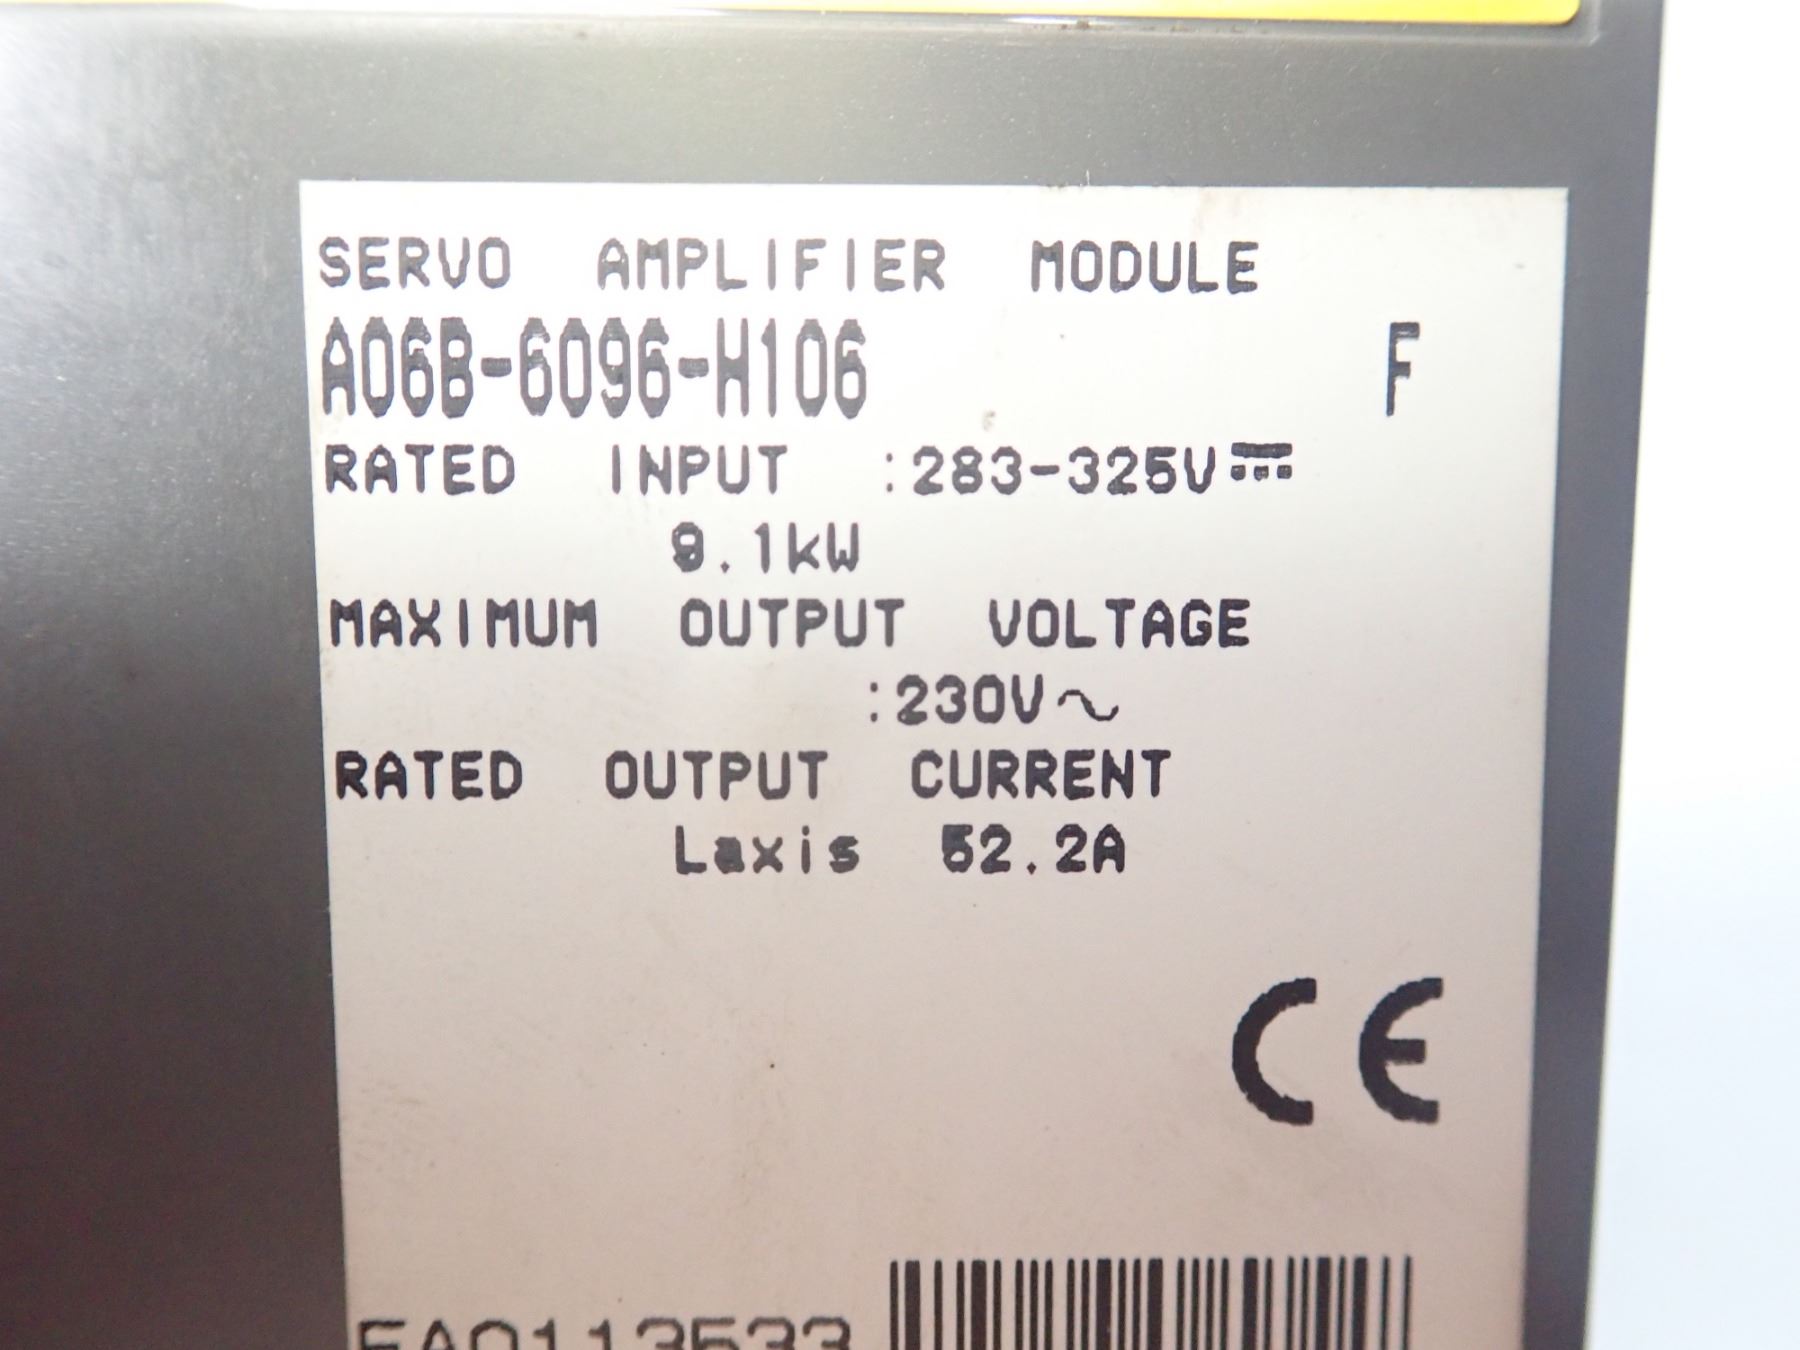 SERVO AMPLIFIER MODULE
A06B-6096-H106 F
RATED INPUT :283-325V⎓
9.1kW
MAXIMUM OUTPUT VOLTAGE
:230V～
RATED OUTPUT CURRENT
Laxis 52.2A
CE